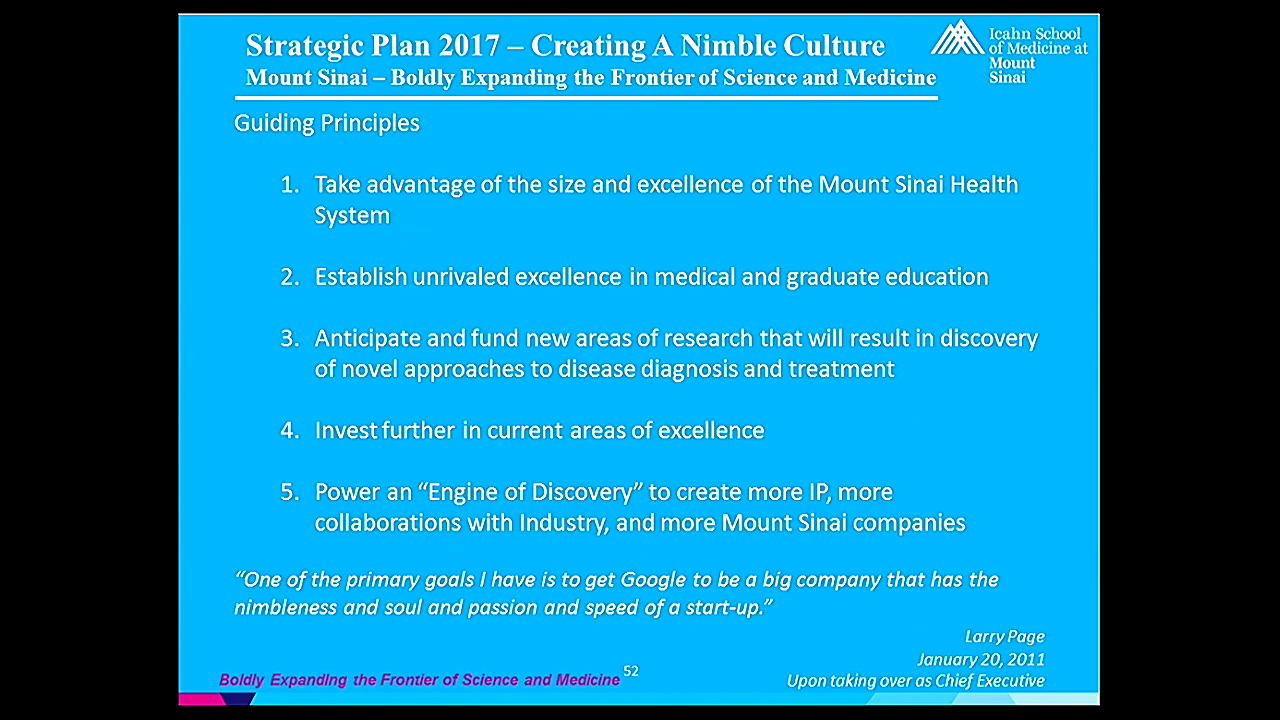 Strategic Plan 2017 – Creating A Nimble Culture
Mount Sinai – Boldly Expanding the Frontier of Science and Medicine
Icahn School
of Medicine at
Mount
Sinai
Guiding Principles
1. Take advantage of the size and excellence of the Mount Sinai Health
System
2. Establish unrivaled excellence in medical and graduate education
3. Anticipate and fund new areas of research that will result in discovery
of novel approaches to disease diagnosis and treatment
4. Invest further in current areas of excellence
5. Power an “Engine of Discovery” to create more IP, more
collaborations with Industry, and more Mount Sinai companies
“One of the primary goals I have is to get Google to be a big company that has the
nimbleness and soul and passion and speed of a start-up.”
Larry Page
January 20, 2011
Upon taking over as Chief Executive
Boldly Expanding the Frontier of Science and Medicine
52